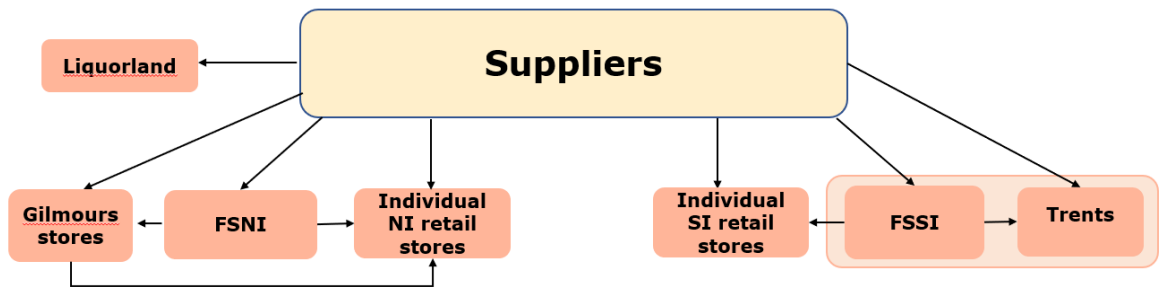 Suppliers
Liquorland
Gilmours
stores
FSNI
Individual
NI retail
stores
Individual
SI retail
stores
FSSI
Trents